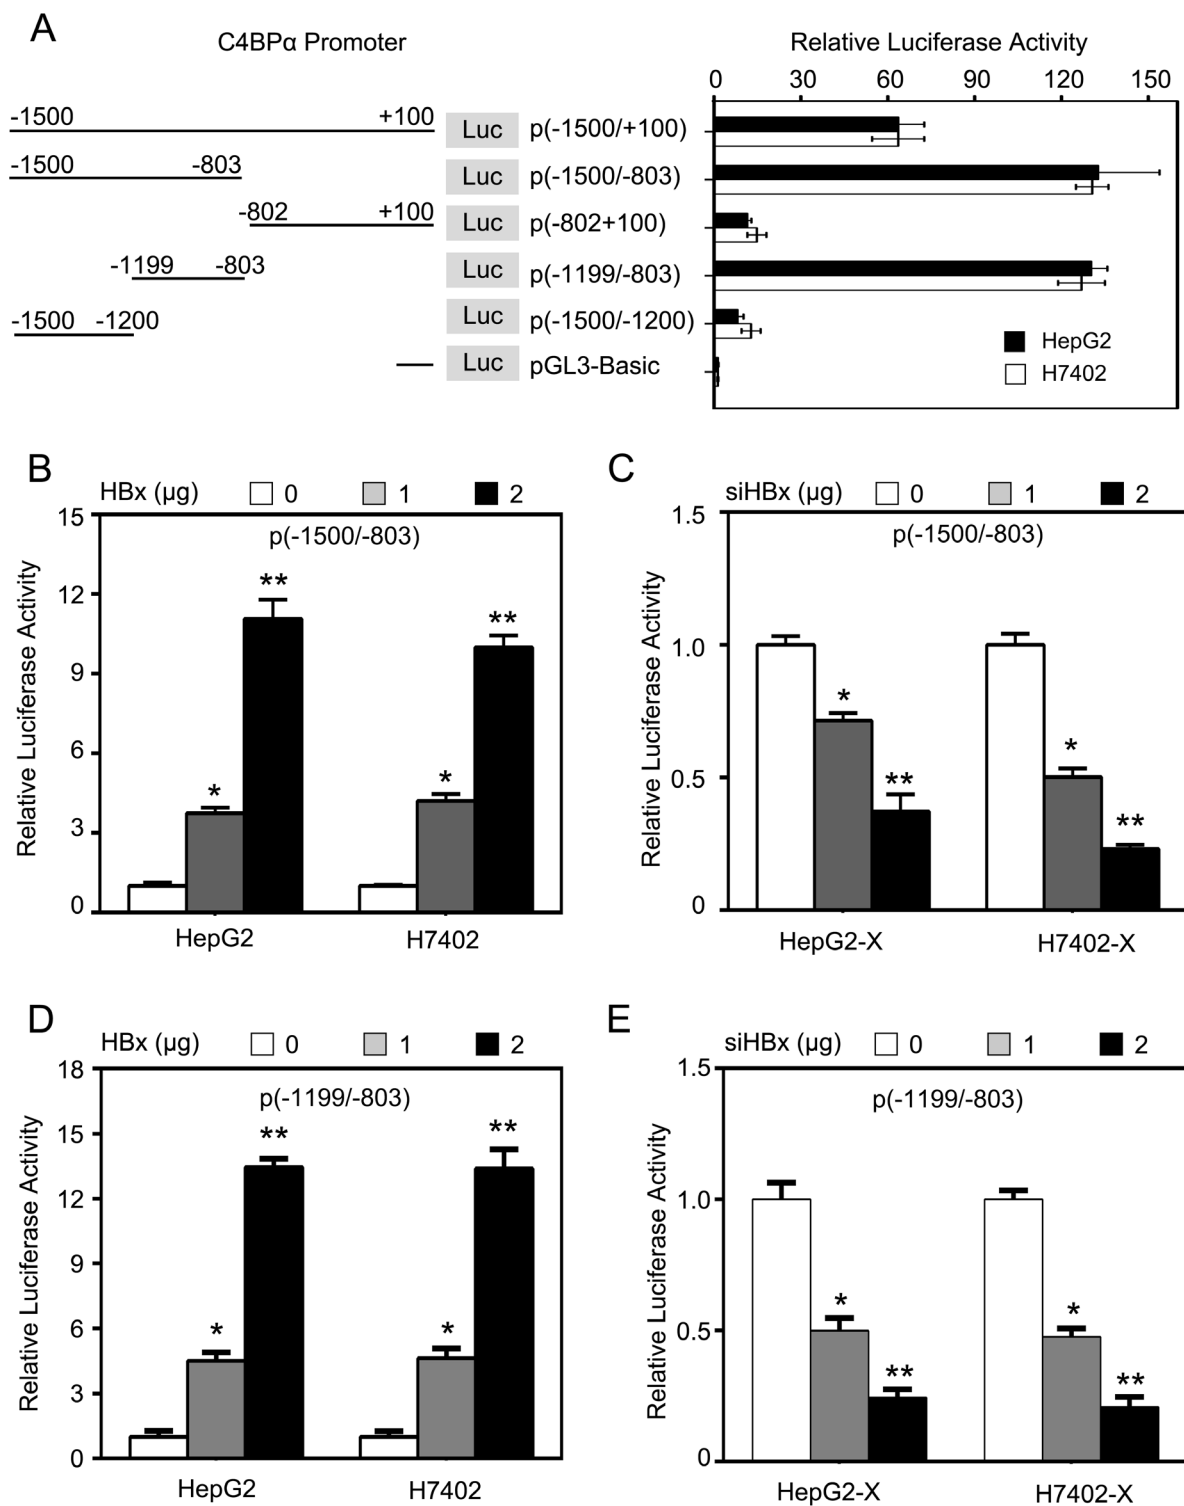 A
C4BPα Promoter
Relative Luciferase Activity
0 30 60 90 120 150
-1500 +100 Luc p(-1500/+100)
-1500 -803 Luc p(-1500/-803)
-802 +100 Luc p(-802+100)
-1199 -803 Luc p(-1199/-803)
-1500 -1200 Luc p(-1500/-1200)
Luc pGL3-Basic
HepG2
H7402
B
HBx (μg) 0 1 2
p(-1500/-803)
Relative Luciferase Activity
15
12
9
6
3
0
* **
* **
HepG2 H7402
C
siHBx (μg) 0 1 2
p(-1500/-803)
Relative Luciferase Activity
1.5
1.0
0.5
0
* **
* **
HepG2-X H7402-X
D
HBx (μg) 0 1 2
p(-1199/-803)
Relative Luciferase Activity
18
15
12
9
6
3
0
* **
* **
HepG2 H7402
E
siHBx (μg) 0 1 2
p(-1199/-803)
Relative Luciferase Activity
1.5
1.0
0.5
0
* **
* **
HepG2-X H7402-X